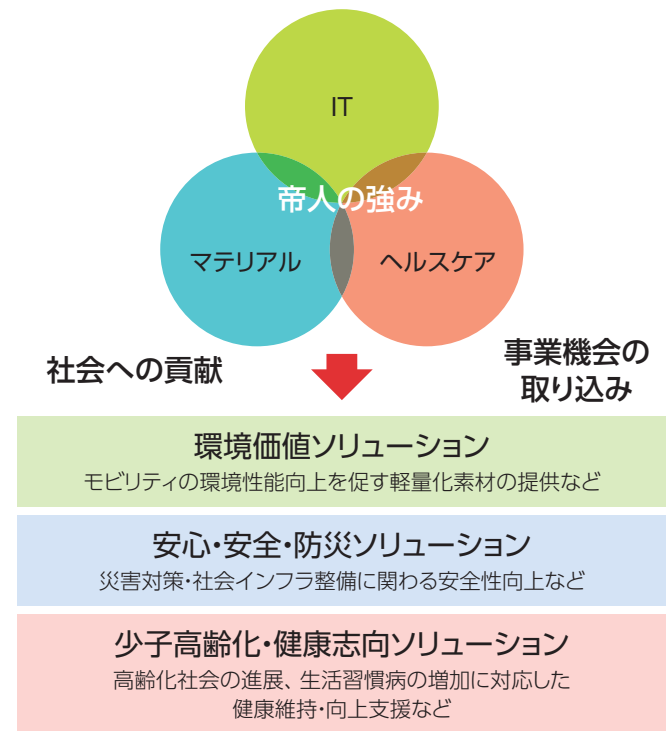 IT
帝人の強み
マテリアル
ヘルスケア
社会への貢献
事業機会の
取り込み
環境価値ソリューション
モビリティの環境性能向上を促す軽量化素材の提供など
安心・安全・防災ソリューション
災害対策・社会インフラ整備に関わる安全性向上など
少子高齢化・健康志向ソリューション
高齢化社会の進展、生活習慣病の増加に対応した
健康維持・向上支援など